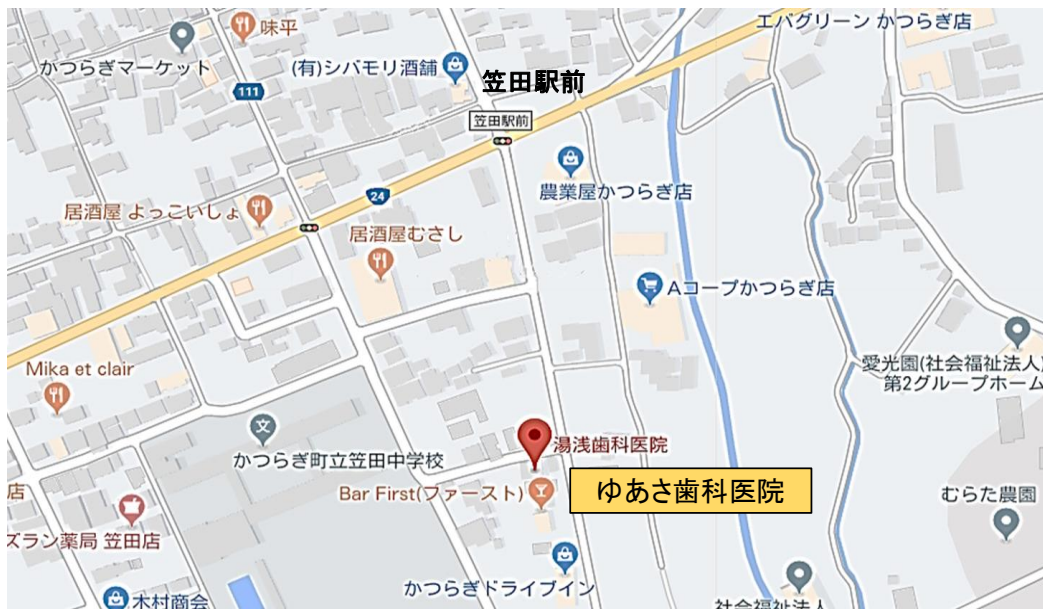 エバグリーン かつらぎ店
味平
かつらぎマーケット
(有)シバモリ酒舗
笠田駅前
111
笠田駅前
農業屋かつらぎ店
24
居酒屋 よっこいしょ
居酒屋むさし
Aコープかつらぎ店
愛光園(社会福祉法人)
第2グループホーム
Mika et clair
文
かつらぎ町立笠田中学校
湯浅歯科医院
Bar First(ファースト)
ゆあさ歯科医院
むらた農園
店
ズラン薬局 笠田店
かつらぎドライブイン
木村商会
社会福祉法人